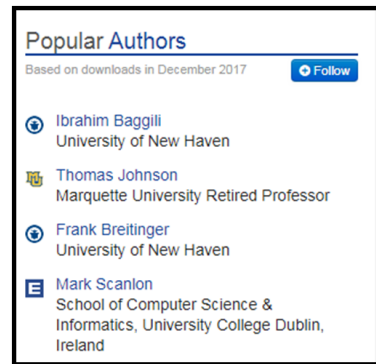 Popular Authors
Based on downloads in December 2017
Follow
Ibrahim Baggili
University of New Haven
MU
Thomas Johnson
Marquette University Retired Professor
Frank Breitinger
University of New Haven
E
Mark Scanlon
School of Computer Science &
Informatics, University College Dublin,
Ireland